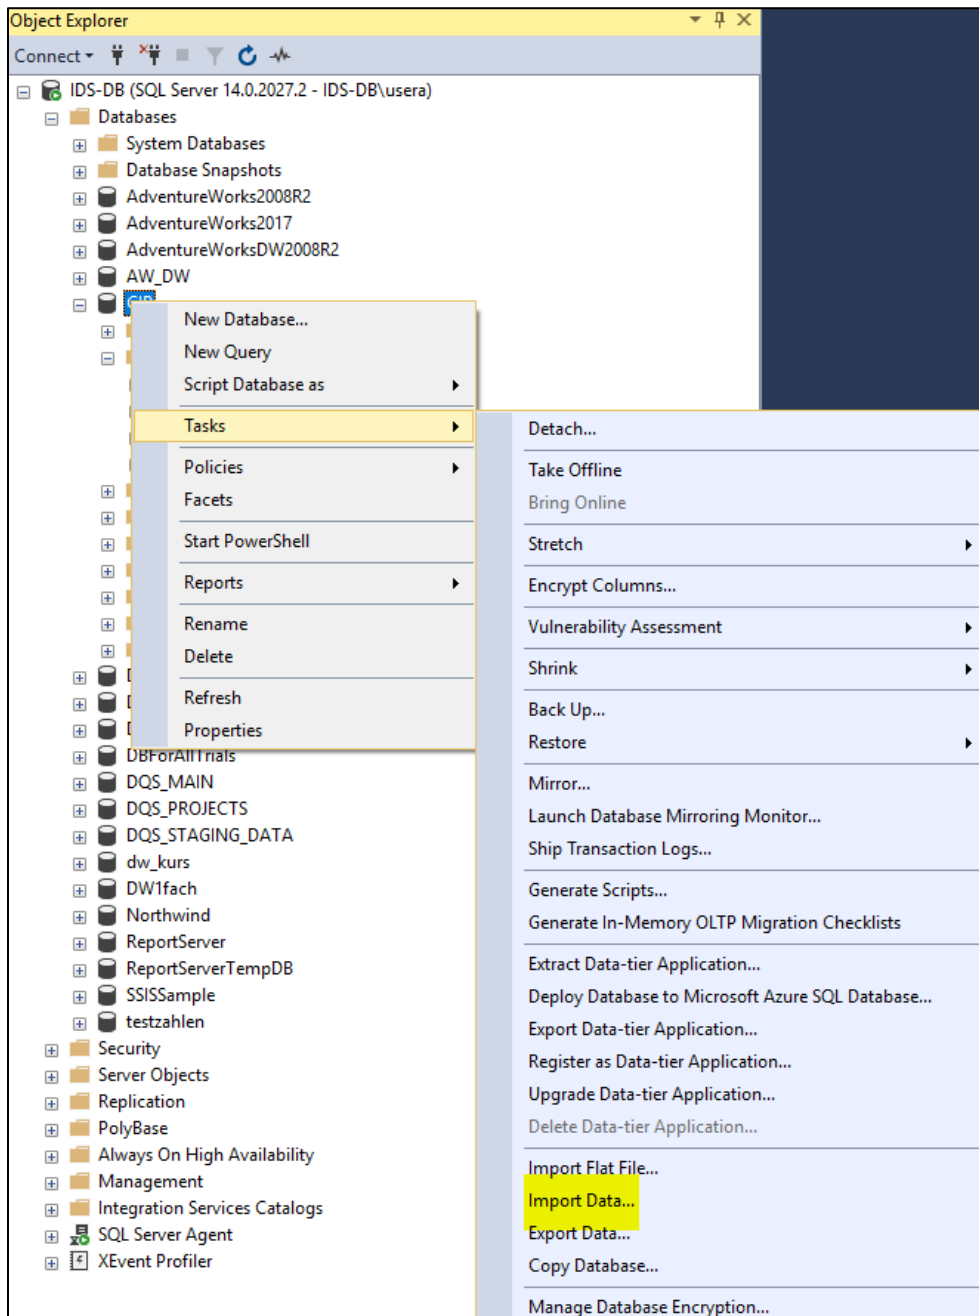 Object Explorer
Connect
IDS-DB (SQL Server 14.0.2027.2 - IDS-DB\usera)
Databases
System Databases
Database Snapshots
AdventureWorks2008R2
AdventureWorks2017
AdventureWorksDW2008R2
AW_DW
New Database...
New Query
Script Database as
Tasks
Policies
Facets
Start PowerShell
Reports
Rename
Delete
Refresh
Properties
Detach...
Take Offline
Bring Online
Stretch
Encrypt Columns...
Vulnerability Assessment
Shrink
Back Up...
Restore
Mirror...
Launch Database Mirroring Monitor...
Ship Transaction Logs...
Generate Scripts...
Generate In-Memory OLTP Migration Checklists
Extract Data-tier Application...
Deploy Database to Microsoft Azure SQL Database...
Export Data-tier Application...
Register as Data-tier Application...
Upgrade Data-tier Application...
Delete Data-tier Application...
Import Flat File...
Import Data...
Export Data...
Copy Database...
Manage Database Encryption...
DBForAllTrials
DQS_MAIN
DQS_PROJECTS
DQS_STAGING_DATA
dw_kurs
DW1fach
Northwind
ReportServer
ReportServerTempDB
SSISSample
testzahlen
Security
Server Objects
Replication
PolyBase
Always On High Availability
Management
Integration Services Catalogs
SQL Server Agent
XEvent Profiler